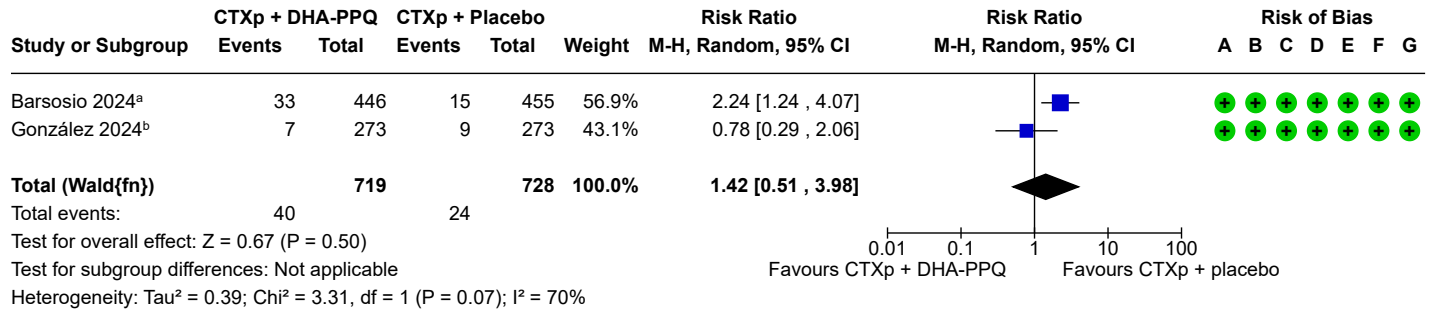 CTXp + DHA-PPQ CTXp + Placebo Risk Ratio Risk Ratio Risk of Bias
Study or Subgroup Events Total Events Total Weight M-H, Random, 95% CI M-H, Random, 95% CI A B C D E F G
Barsosio 2024ᵃ 33 446 15 455 56.9% 2.24 [1.24 , 4.07] + + + + + + +
González 2024ᵇ 7 273 9 273 43.1% 0.78 [0.29 , 2.06] + + + + + + +
Total (Wald{fn}) 719 728 100.0% 1.42 [0.51 , 3.98]
Total events: 40 24
Test for overall effect: Z = 0.67 (P = 0.50)
0.01 0.1 1 10 100
Test for subgroup differences: Not applicable
Favours CTXp + DHA-PPQ Favours CTXp + placebo
Heterogeneity: Tau² = 0.39; Chi² = 3.31, df = 1 (P = 0.07); I² = 70%